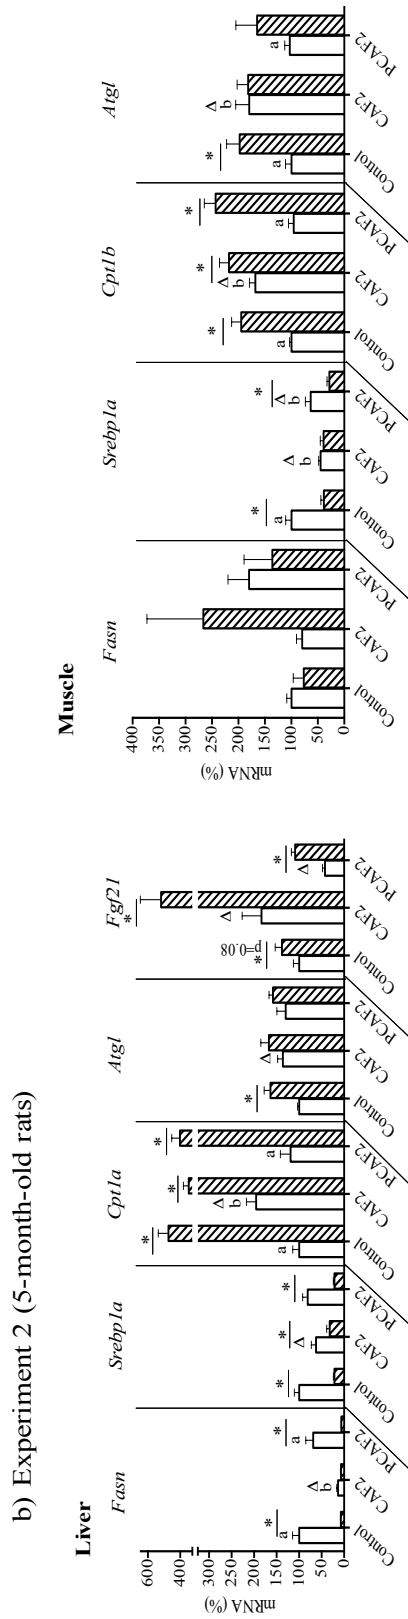 b) Experiment 2 (5-month-old rats)
Liver
Fasn Srebp1a Cpt1a Atgl Fgf21
mRNA (%)
600
400
300
200
100
0
* a
Δ b
* a
*
* Δ
*
* a
* Δ b
* a
*
Δ
* p=0.08
* Δ
* Δ
Control CAF2 PCAF2 Control CAF2 PCAF2 Control CAF2 PCAF2 Control CAF2 PCAF2 Control CAF2 PCAF2
Muscle
Fasn Srebp1a Cpt1b Atgl
mRNA (%)
400
350
300
250
200
150
100
50
0
* a
Δ b
* Δ b
* a
* Δ b
* a
* a
Δ b
a
Control CAF2 PCAF2 Control CAF2 PCAF2 Control CAF2 PCAF2 Control CAF2 PCAF2